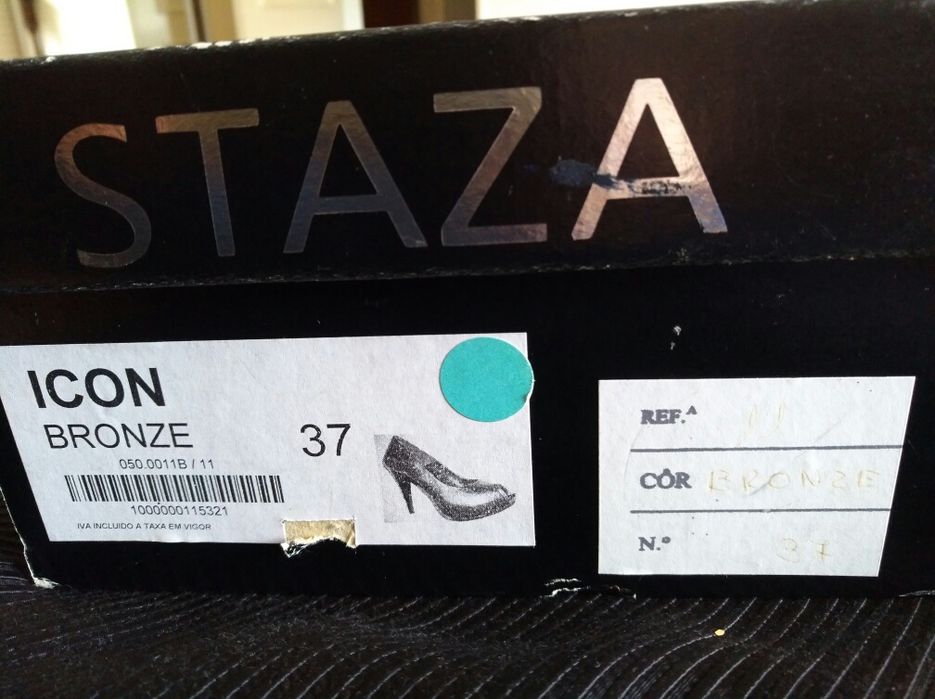 STAZA
ICON
BRONZE
37
050.0011B / 11
1000000115321
IVA INCLUIDO A TAXA EM VIGOR
REF.ª 11
CÔR BRONZE
N.º 37